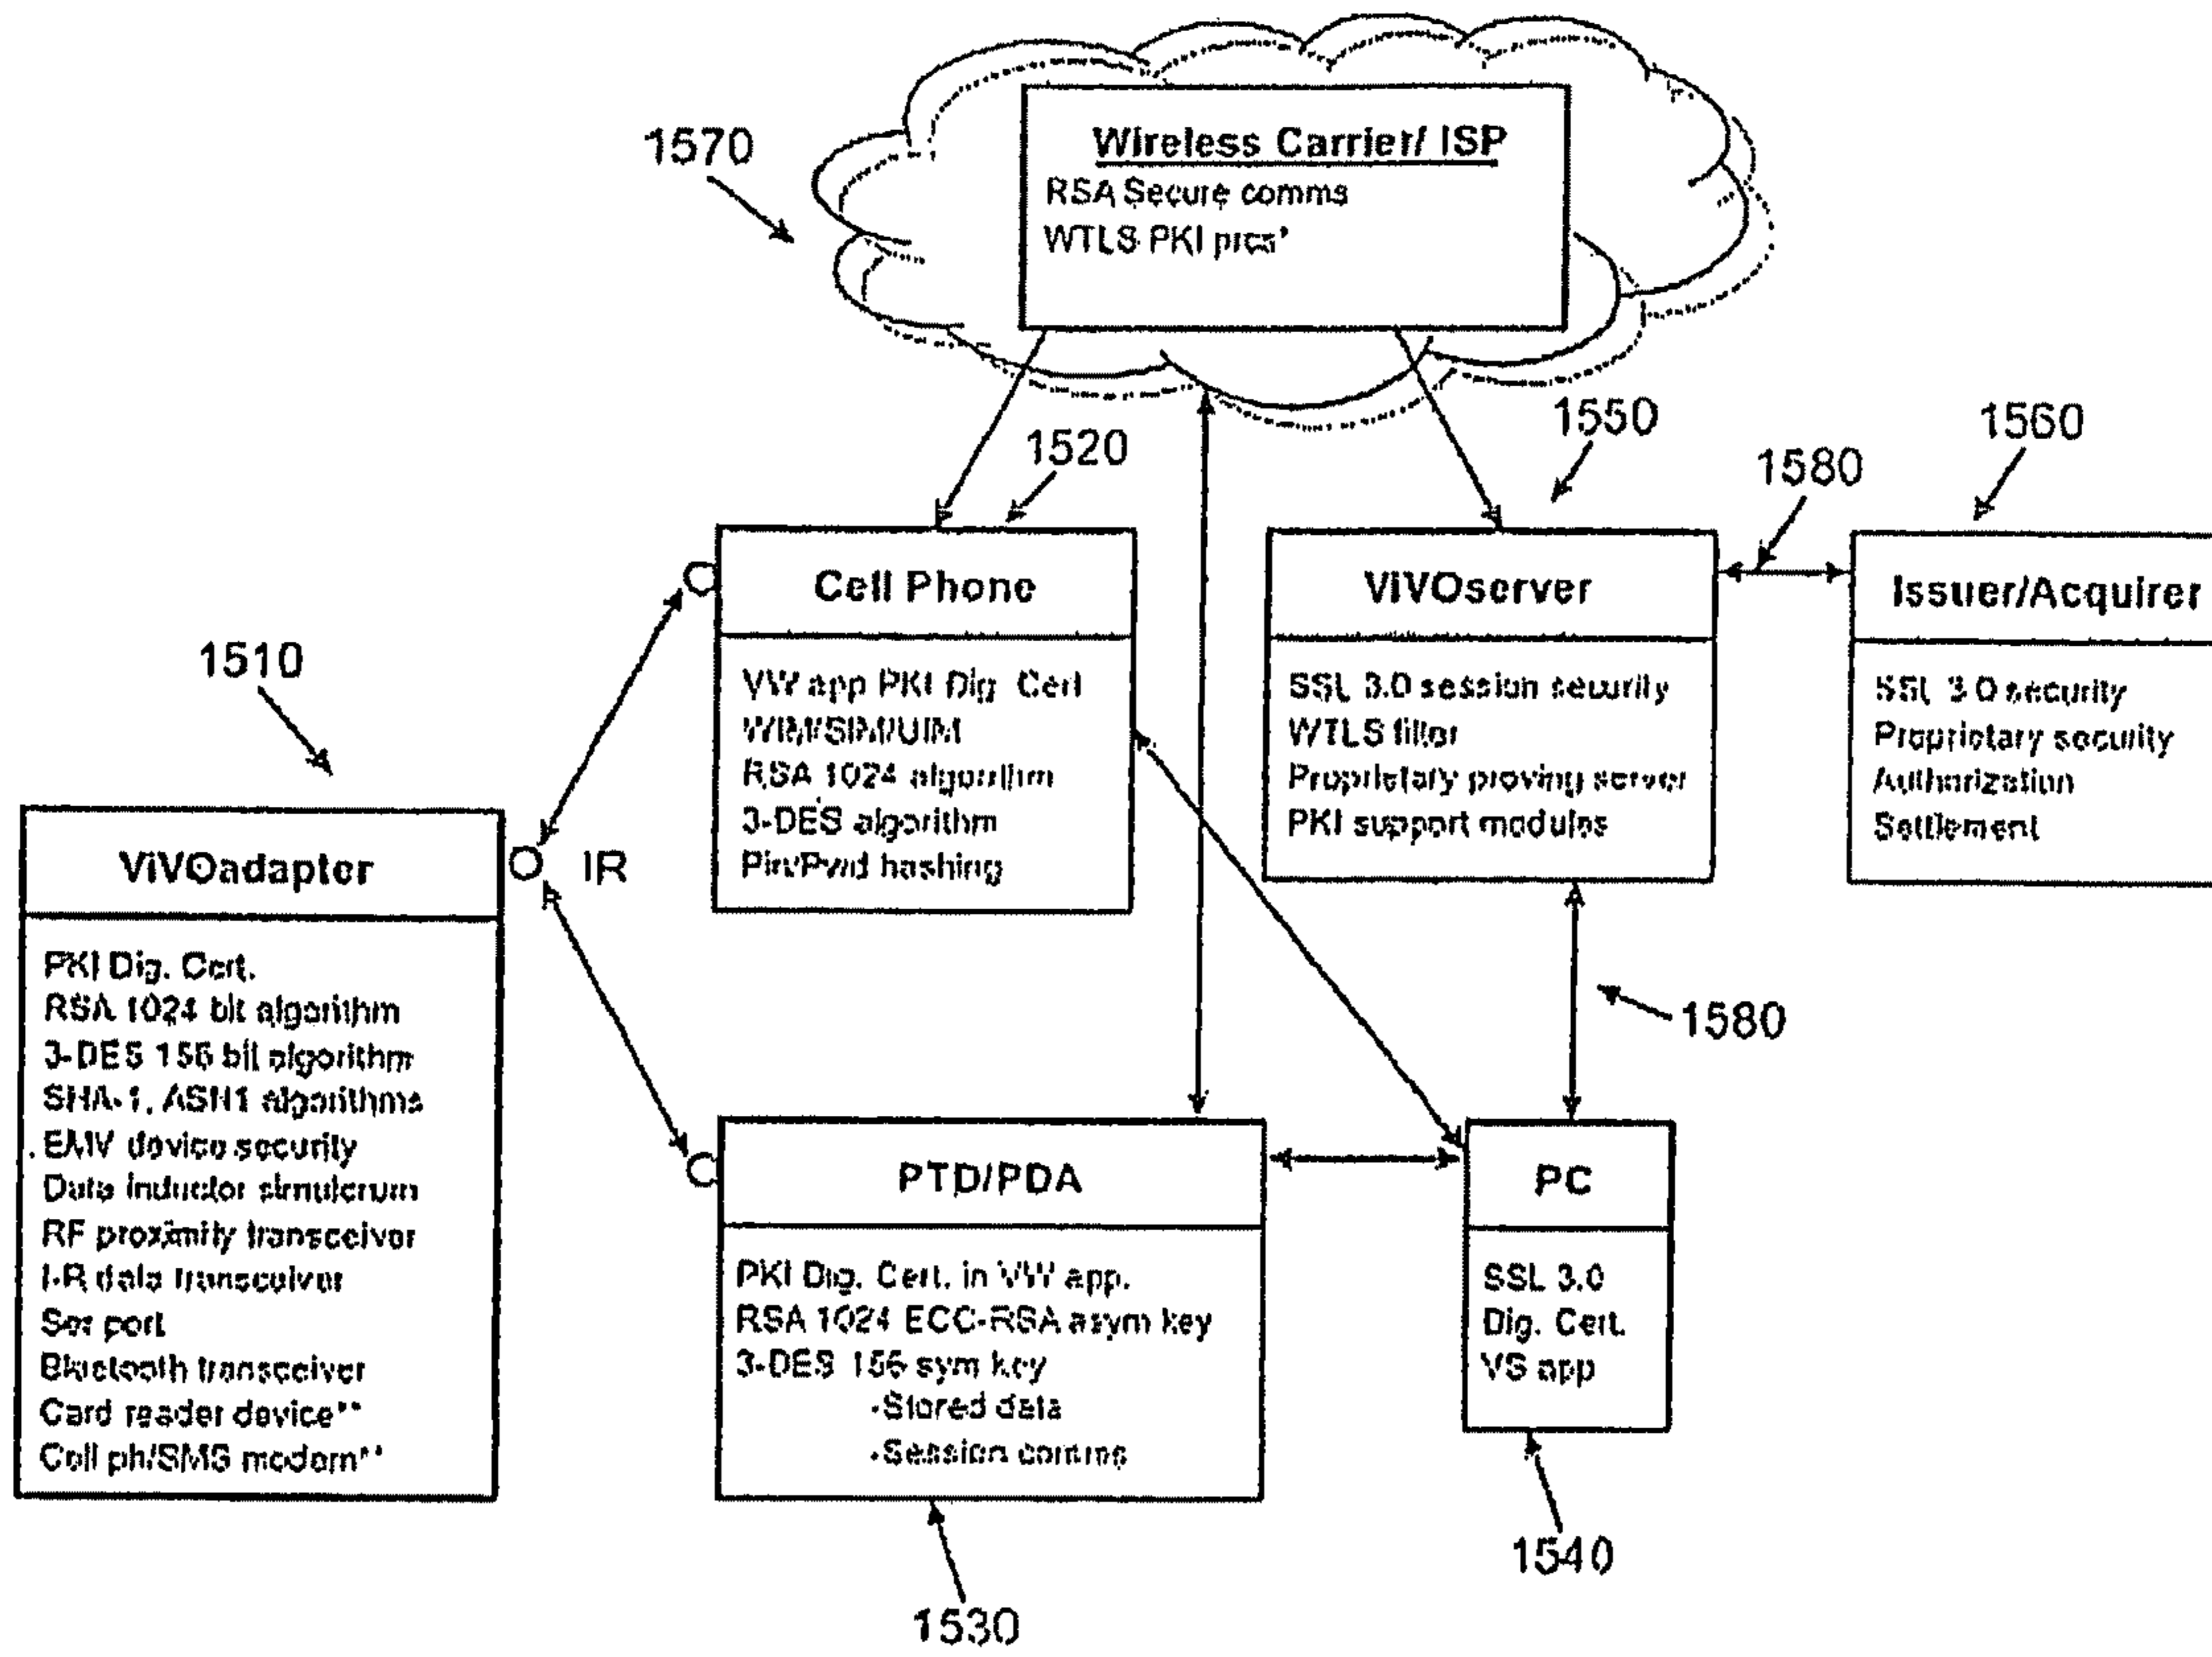 Wireless Carrier/ ISP
RSA Secure comms
WTLS PKI prcs*
1570
1520
1550
1580
1560
Cell Phone
VW app PKI Dig. Cert
WIM/SIM/UIM
RSA 1024 algorithm
3-DES algorithm
Pin/Pwd hashing
ViVOserver
SSL 3.0 session security
WTLS filter
Proprietary proving server
PKI support modules
Issuer/Acquirer
SSL 3.0 security
Proprietary security
Authorization
Settlement
1510
IR
ViVOadapter
PKI Dig. Cert.
RSA 1024 bit algorithm
3-DES 156 bit algorithm
SHA-1, ASN1 algorithms
EMV device security
Data inductor simulcrum
RF proximity transceiver
I-R data transceiver
Ser port
Bluetooth transceiver
Card reader device**
Cell ph/SMS modem**
1580
PTD/PDA
PKI Dig. Cert. in VW app.
RSA 1024 ECC-RSA asym key
3-DES 156 sym key
-Stored data
-Session comms
PC
SSL 3.0
Dig. Cert.
VS app
1540
1530